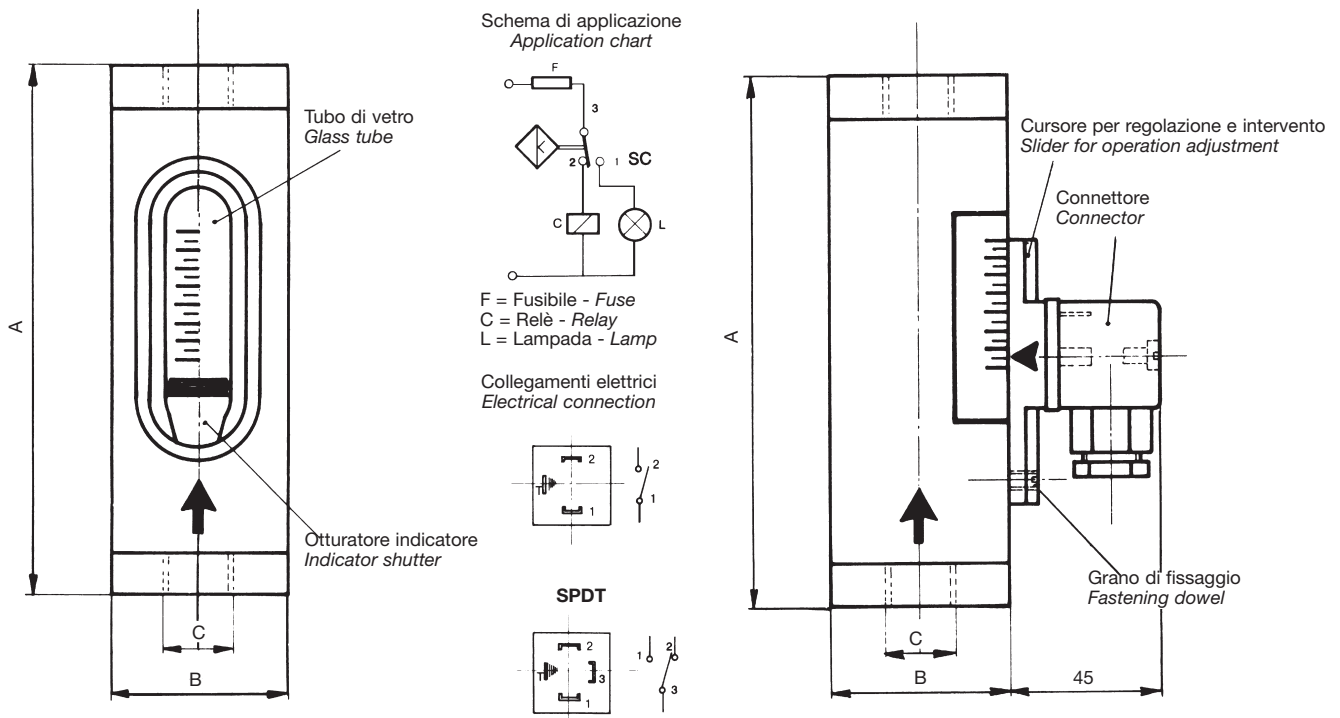 Schema di applicazione
Application chart
F
3
2
1
SC
C
L
F = Fusibile - Fuse
C = Relè - Relay
L = Lampada - Lamp
Collegamenti elettrici
Electrical connection
2
T
1
2
1
SPDT
2
T
3
1
1
2
3
Tubo di vetro
Glass tube
A
Otturatore indicatore
Indicator shutter
C
B
Cursore per regolazione e intervento
Slider for operation adjustment
Connettore
Connector
A
Grano di fissaggio
Fastening dowel
C
B
45